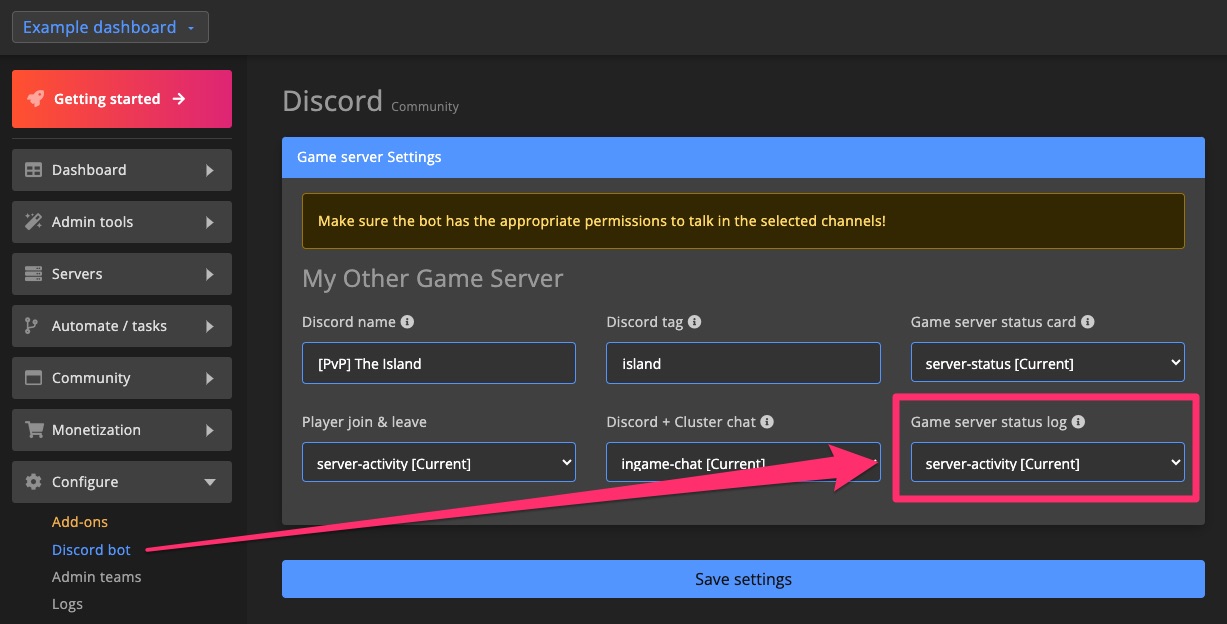 Example dashboard
Getting started
Dashboard
Admin tools
Servers
Automate / tasks
Community
Monetization
Configure
Add-ons
Discord bot
Admin teams
Logs
Discord Community
Game server Settings
Make sure the bot has the appropriate permissions to talk in the selected channels!
My Other Game Server
Discord name
Discord tag
Game server status card
[PvP] The Island
island
server-status [Current]
Player join & leave
Discord + Cluster chat
Game server status log
server-activity [Current]
ingame-chat [Current]
server-activity [Current]
Save settings